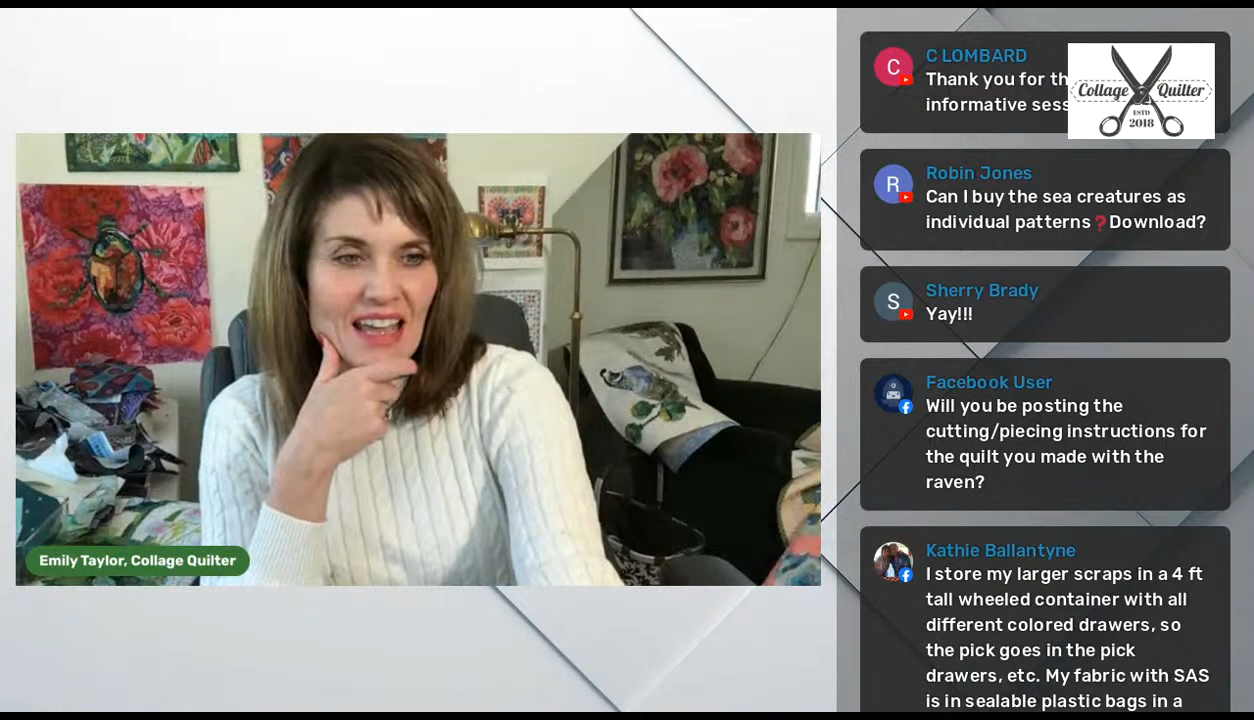 C LOMBARD
Thank you for th
informative sess
Collage Quilter
ESTD
2018
C
R
Robin Jones
Can I buy the sea creatures as
individual patterns❓Download?
S
Sherry Brady
Yay!!!
Facebook User
Will you be posting the
cutting/piecing instructions for
the quilt you made with the
raven?
Kathie Ballantyne
I store my larger scraps in a 4 ft
tall wheeled container with all
different colored drawers, so
the pick goes in the pick
drawers, etc. My fabric with SAS
is in sealable plastic bags in a
Emily Taylor, Collage Quilter